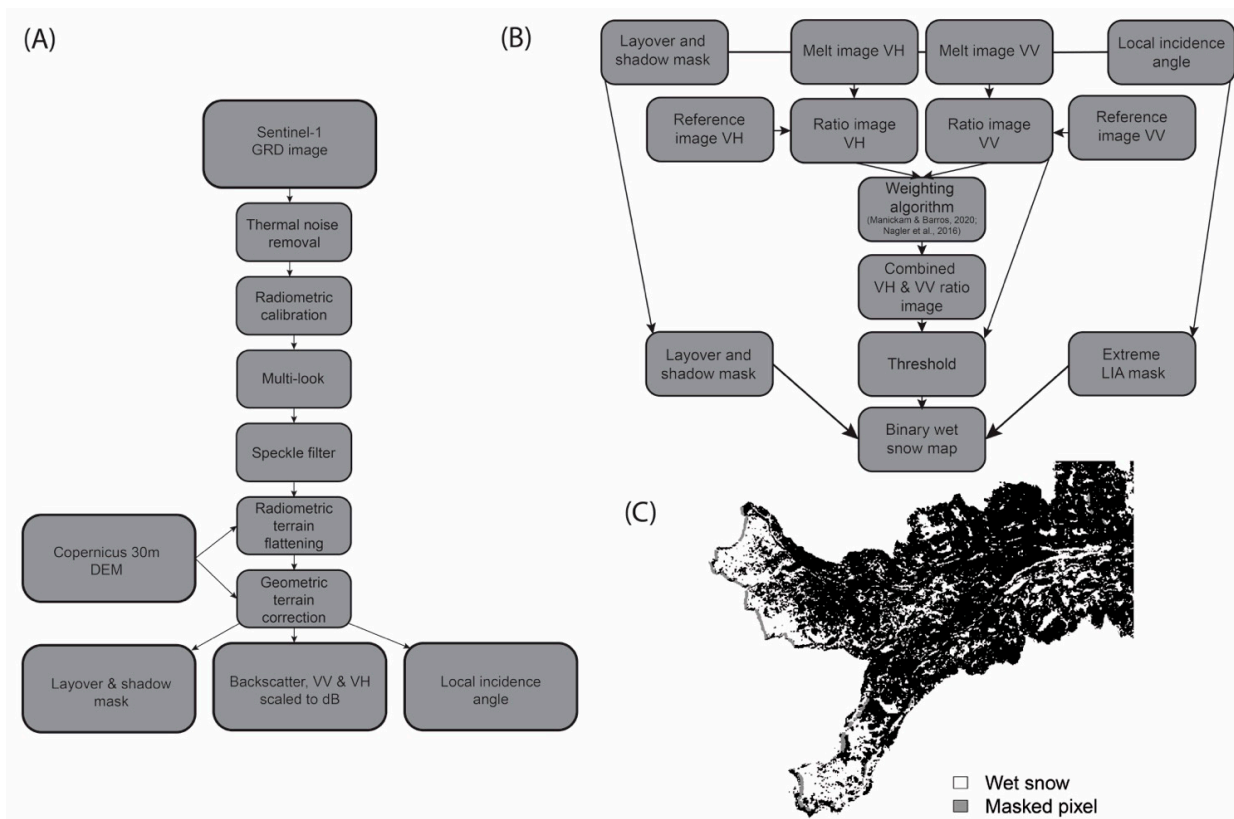 (A)
Sentinel-1
GRD image
Thermal noise
removal
Radiometric
calibration
Multi-look
Speckle filter
Radiometric
terrain
flattening
Copernicus 30m
DEM
Geometric
terrain
correction
Layover & shadow
mask
Backscatter, VV & VH
scaled to dB
Local incidence
angle
(B)
Layover and
shadow mask
Melt image VH
Melt image VV
Local incidence
angle
Reference
image VH
Ratio image
VH
Ratio image
VV
Reference
image VV
Weighting
algorithm
(Manickam & Barros, 2020;
Nagler et al., 2016)
Combined
VH & VV ratio
image
Layover and
shadow mask
Threshold
Extreme
LIA mask
Binary wet
snow map
(C)
Wet snow
Masked pixel